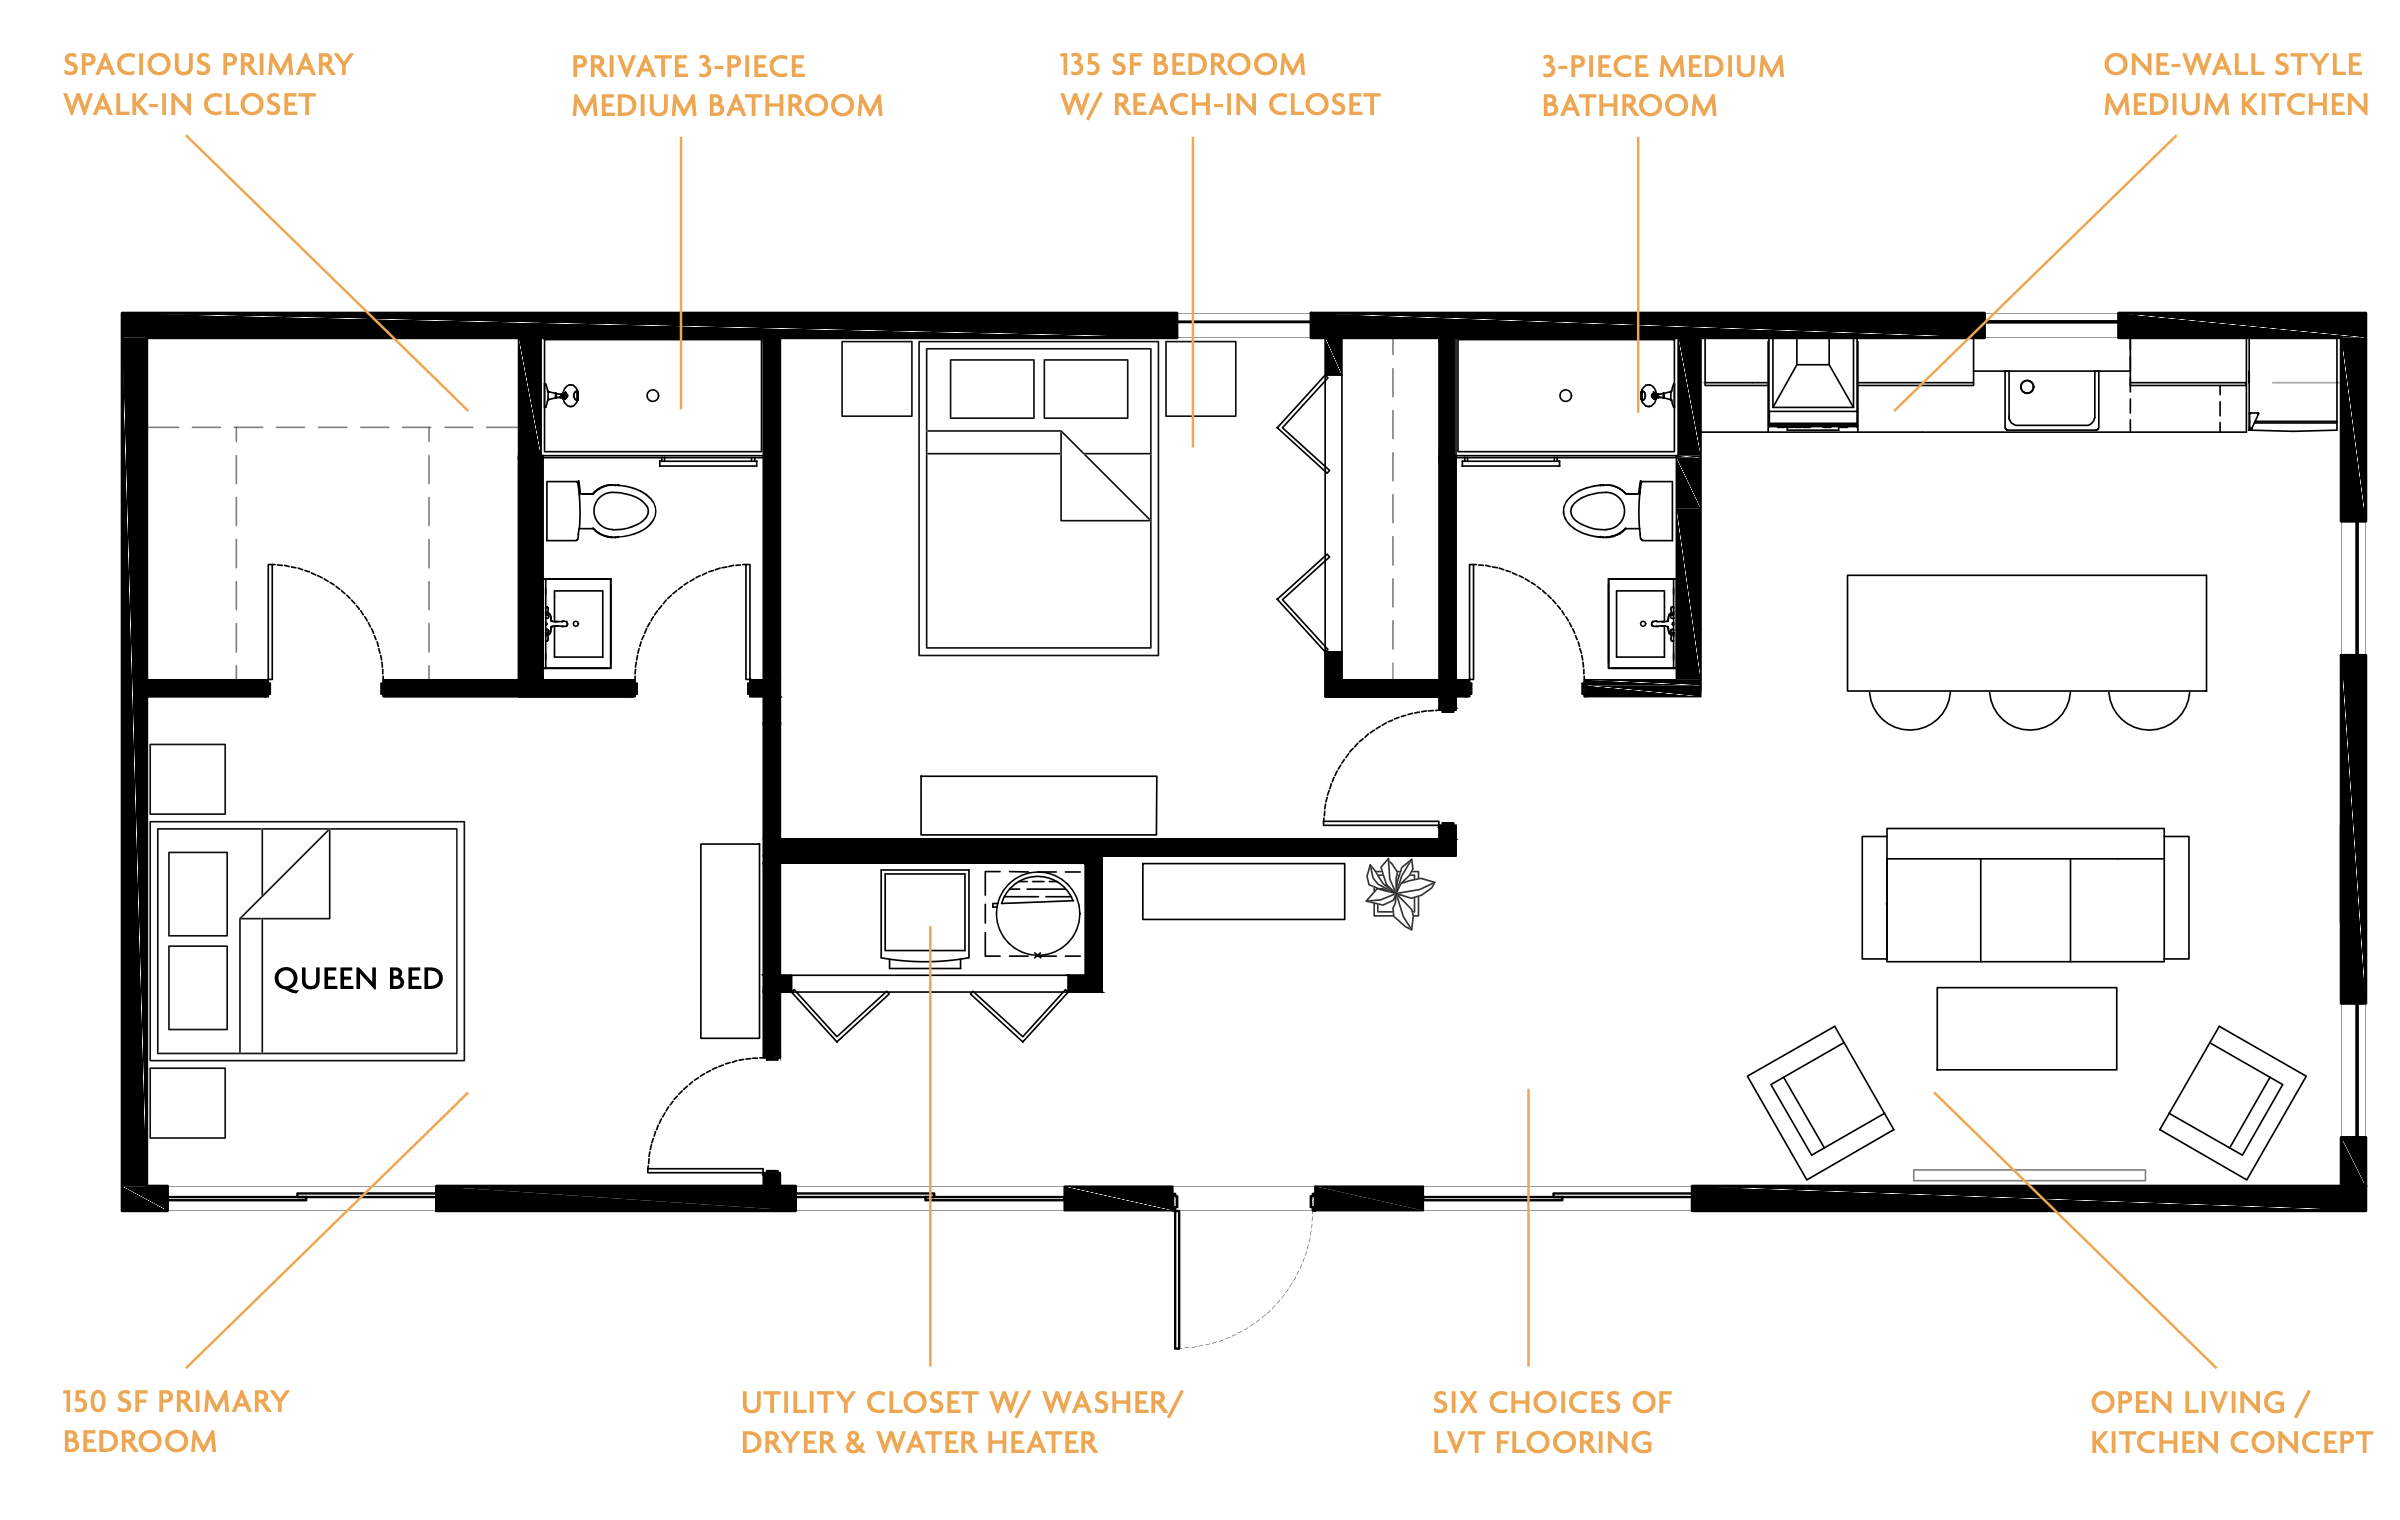 SPACIOUS PRIMARY
WALK-IN CLOSET
PRIVATE 3-PIECE
MEDIUM BATHROOM
135 SF BEDROOM
W/ REACH-IN CLOSET
3-PIECE MEDIUM
BATHROOM
ONE-WALL STYLE
MEDIUM KITCHEN
QUEEN BED
150 SF PRIMARY
BEDROOM
UTILITY CLOSET W/ WASHER/
DRYER & WATER HEATER
SIX CHOICES OF
LVT FLOORING
OPEN LIVING /
KITCHEN CONCEPT